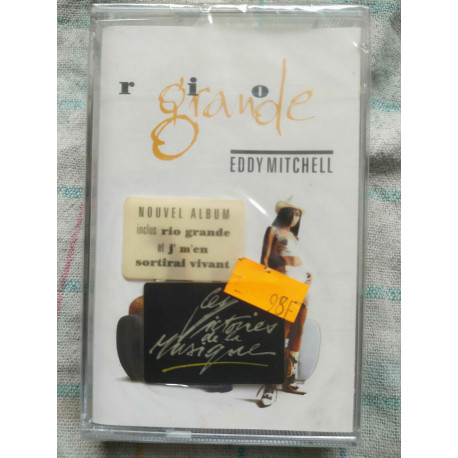 rio
grande
EDDY MITCHELL
NOUVEL ALBUM
inclus rio grande
et j' m'en
sortirai vivant
98F
Les
Victoires
de la
Musique